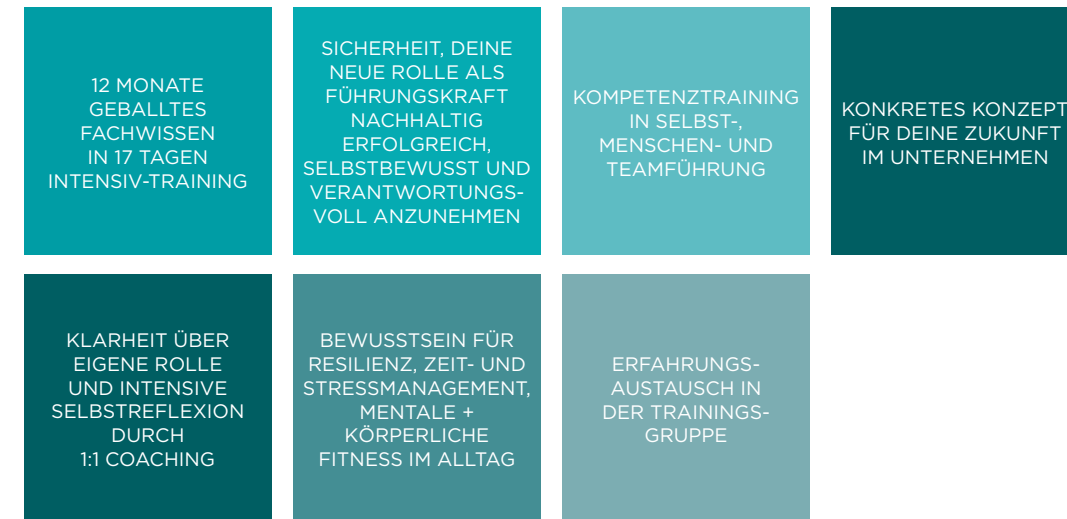 12 MONATE
GEBALLTES
FACHWISSEN
IN 17 TAGEN
INTENSIV-TRAINING
SICHERHEIT, DEINE
NEUE ROLLE ALS
FÜHRUNGSKRAFT
NACHHALTIG
ERFOLGREICH,
SELBSTBEWUSST UND
VERANTWORTUNGS-
VOLL ANZUNEHMEN
KOMPETENZTRAINING
IN SELBST-,
MENSCHEN- UND
TEAMFÜHRUNG
KONKRETES KONZEPT
FÜR DEINE ZUKUNFT
IM UNTERNEHMEN
KLARHEIT ÜBER
EIGENE ROLLE
UND INTENSIVE
SELBSTREFLEXION
DURCH
1:1 COACHING
BEWUSSTSEIN FÜR
RESILIENZ, ZEIT- UND
STRESSMANAGEMENT,
MENTALE +
KÖRPERLICHE
FITNESS IM ALLTAG
ERFAHRUNGS-
AUSTAUSCH IN
DER TRAININGS-
GRUPPE